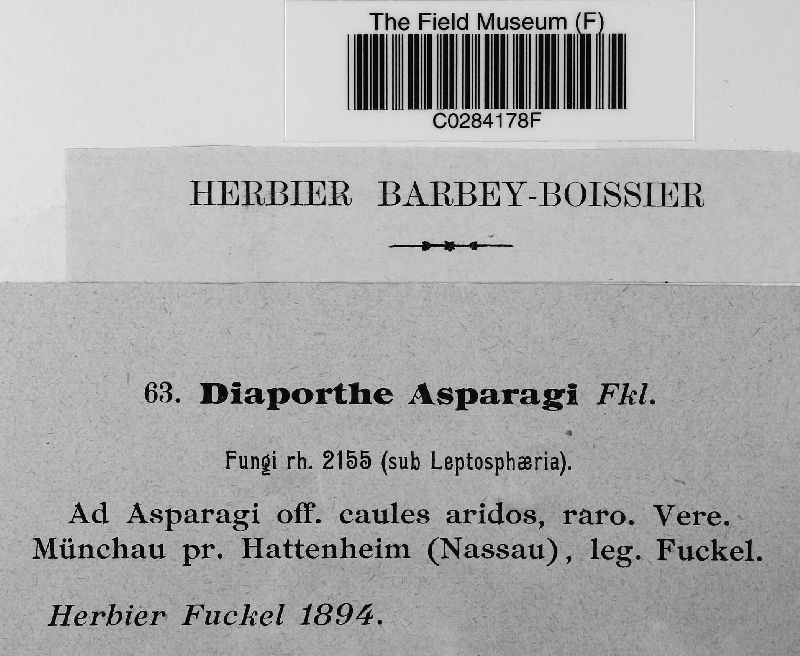 The Field Museum (F)
C0284178F
HERBIER BARBEY-BOISSIER
63. Diaporthe Asparagi Fkl.
Fungi rh. 2155 (sub Leptosphæria).
Ad Asparagi off. caules aridos, raro. Vere.
Münchau pr. Hattenheim (Nassau), leg. Fuckel.
Herbier Fuckel 1894.